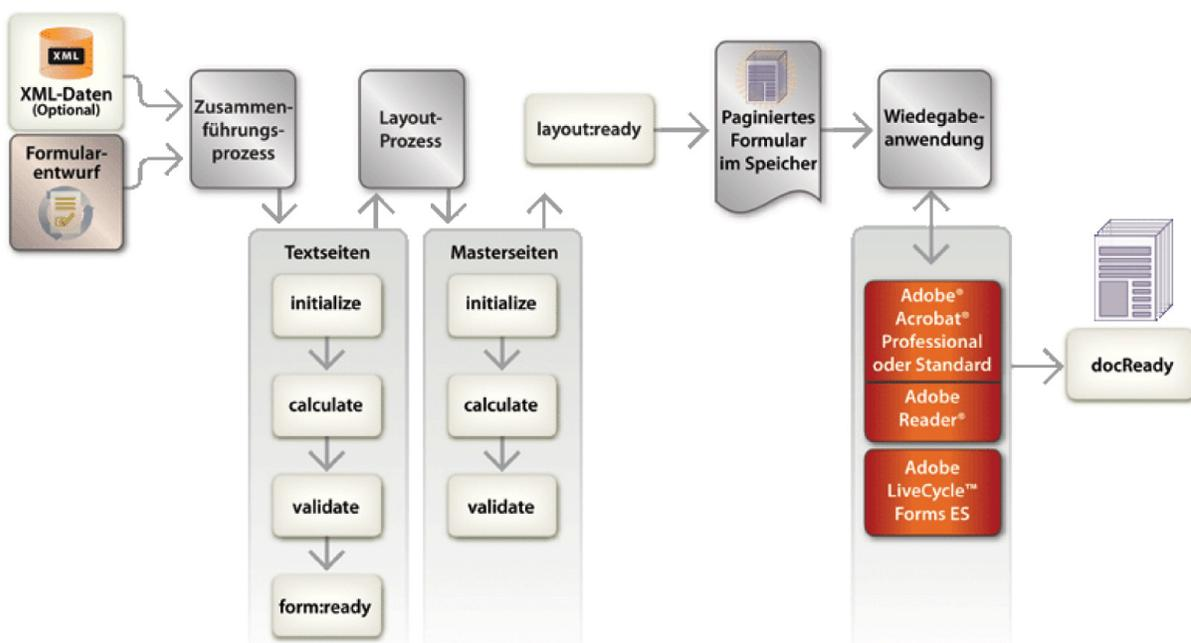 XML
XML-Daten
(Optional)
Formular-
entwurf
Zusammen-
führungs-
prozess
Layout-
Prozess
layout:ready
Paginiertes
Formular
im Speicher
Wiedegabe-
anwendung
Textseiten
initialize
calculate
validate
form:ready
Masterseiten
initialize
calculate
validate
Adobe®
Acrobat®
Professional
oder Standard
Adobe
Reader®
Adobe
LiveCycle™
Forms ES
docReady